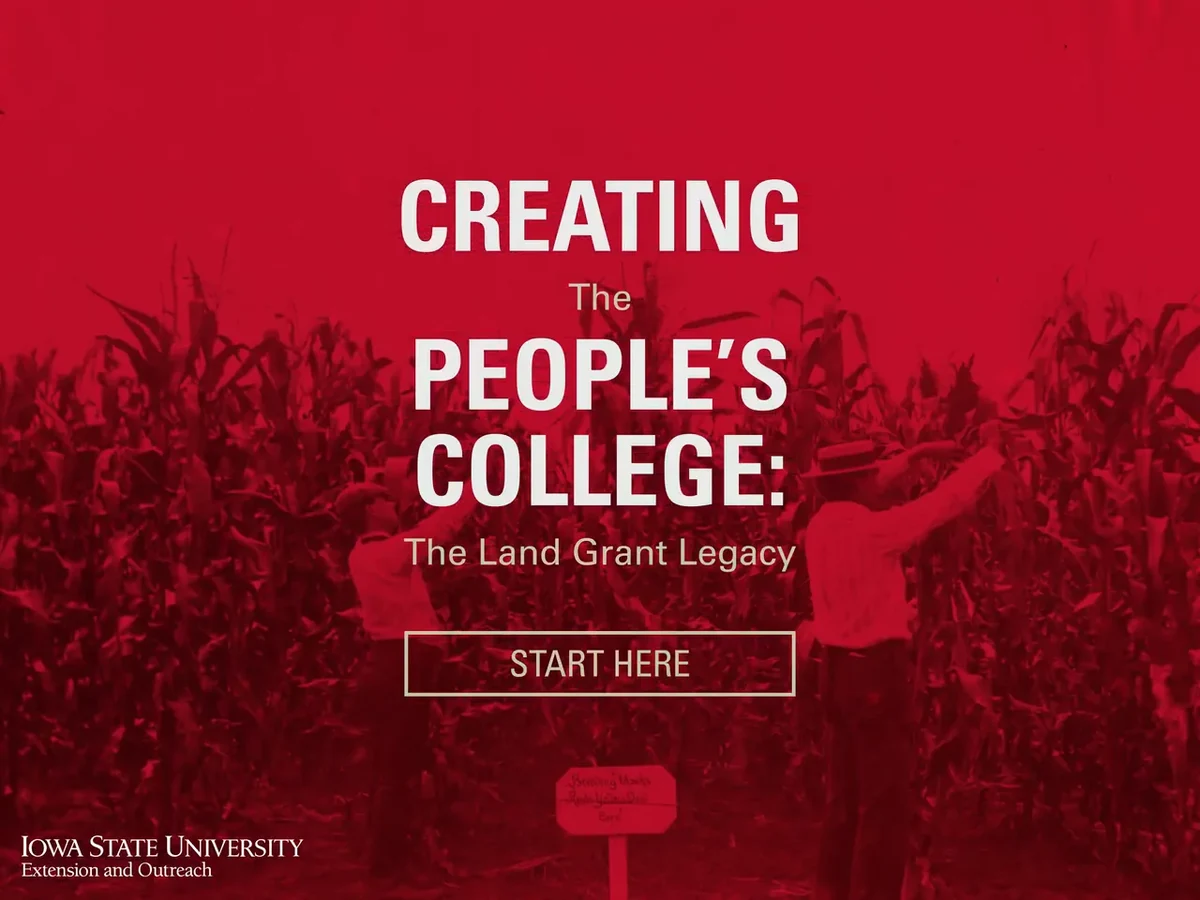 CREATING
The
PEOPLE'S
COLLEGE:
The Land Grant Legacy
START HERE
IOWA STATE UNIVERSITY
Extension and Outreach